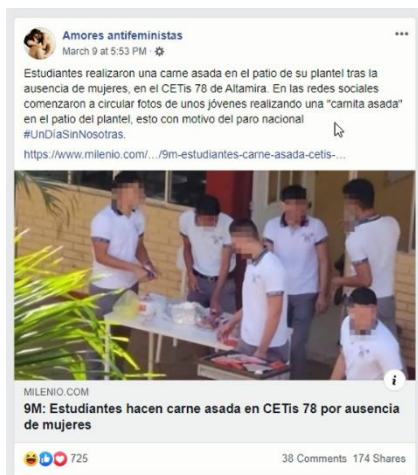 Amores antifeministas
March 9 at 5:53 PM ·
Estudiantes realizaron una carne asada en el patio de su plantel tras la
ausencia de mujeres, en el CETis 78 de Altamira. En las redes sociales
comenzaron a circular fotos de unos jóvenes realizando una "carnita asada"
en el patio del plantel, esto con motivo del paro nacional
#UnDíaSinNosotras.
https://www.milenio.com/.../9m-estudiantes-carne-asada-cetis-...
MILENIO.COM
9M: Estudiantes hacen carne asada en CETis 78 por ausencia
de mujeres
725
38 Comments 174 Shares